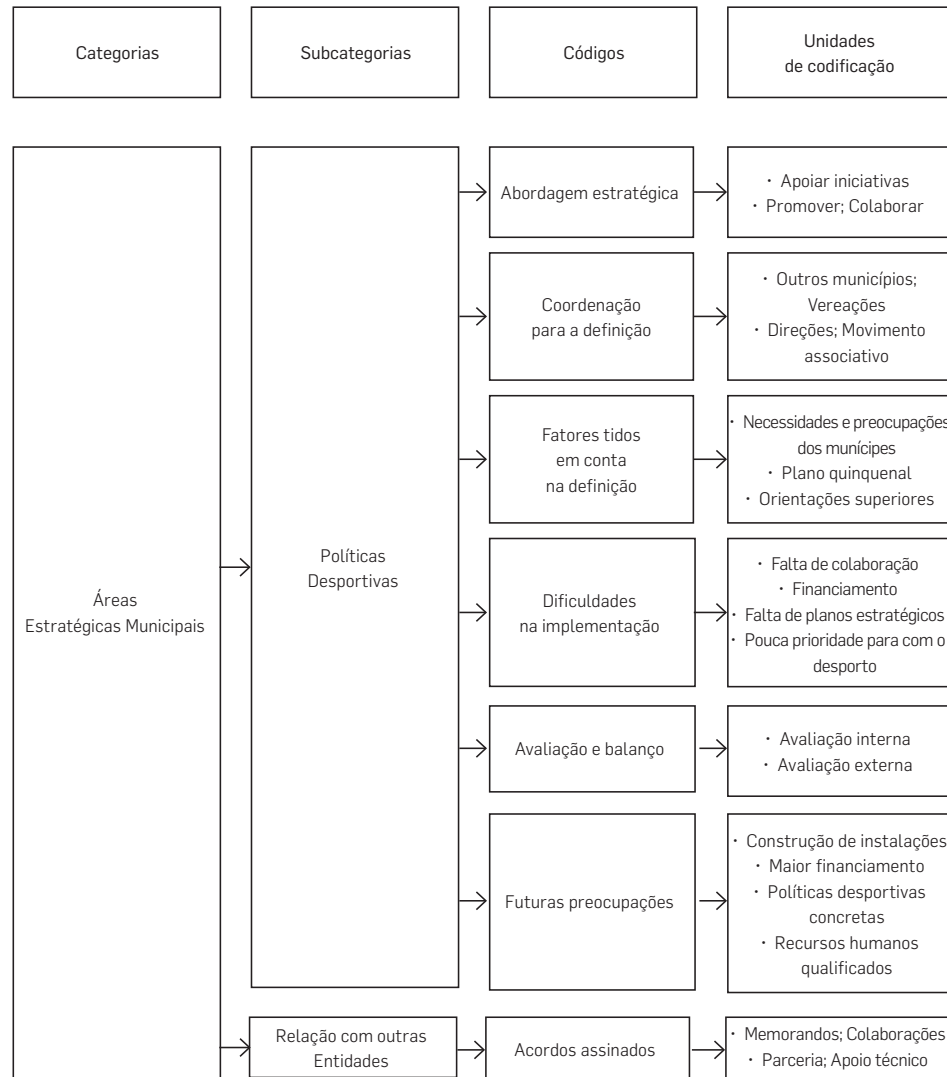 Categorias
Subcategorias
Códigos
Unidades
de codificação
Áreas
Estratégicas Municipais
Políticas
Desportivas
Abordagem estratégica
· Apoiar iniciativas
· Promover; Colaborar
Coordenação
para a definição
· Outros municípios;
Vereações
· Direções; Movimento
associativo
Fatores tidos
em conta
na definição
· Necessidades e preocupações
dos munícipes
· Plano quinquenal
· Orientações superiores
Dificuldades
na implementação
· Falta de colaboração
· Financiamento
· Falta de planos estratégicos
· Pouca prioridade para com o
desporto
Avaliação e balanço
· Avaliação interna
· Avaliação externa
Futuras preocupações
· Construção de instalações
· Maior financiamento
· Políticas desportivas
concretas
· Recursos humanos
qualificados
Relação com outras
Entidades
Acordos assinados
· Memorandos; Colaborações
· Parceria; Apoio técnico